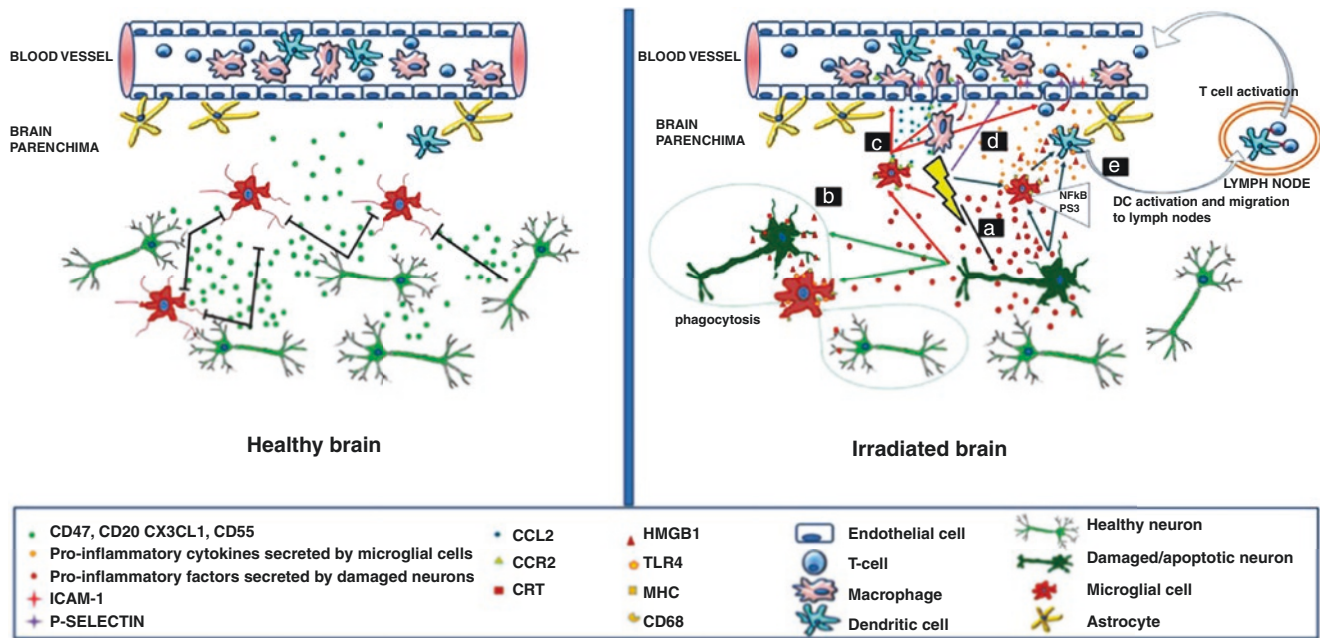 BLOOD VESSEL
BRAIN
PARENCHIMA
Healthy brain
BLOOD VESSEL
BRAIN
PARENCHIMA
c
d
e
b
a
NFkB
PS3
phagocytosis
T cell activation
LYMPH NODE
DC activation and migration
to lymph nodes
Irradiated brain
CD47, CD20 CX3CL1, CD55
Pro-inflammatory cytokines secreted by microglial cells
Pro-inflammatory factors secreted by damaged neurons
ICAM-1
P-SELECTIN
CCL2
CCR2
CRT
HMGB1
TLR4
MHC
CD68
Endothelial cell
T-cell
Macrophage
Dendritic cell
Healthy neuron
Damaged/apoptotic neuron
Microglial cell
Astrocyte